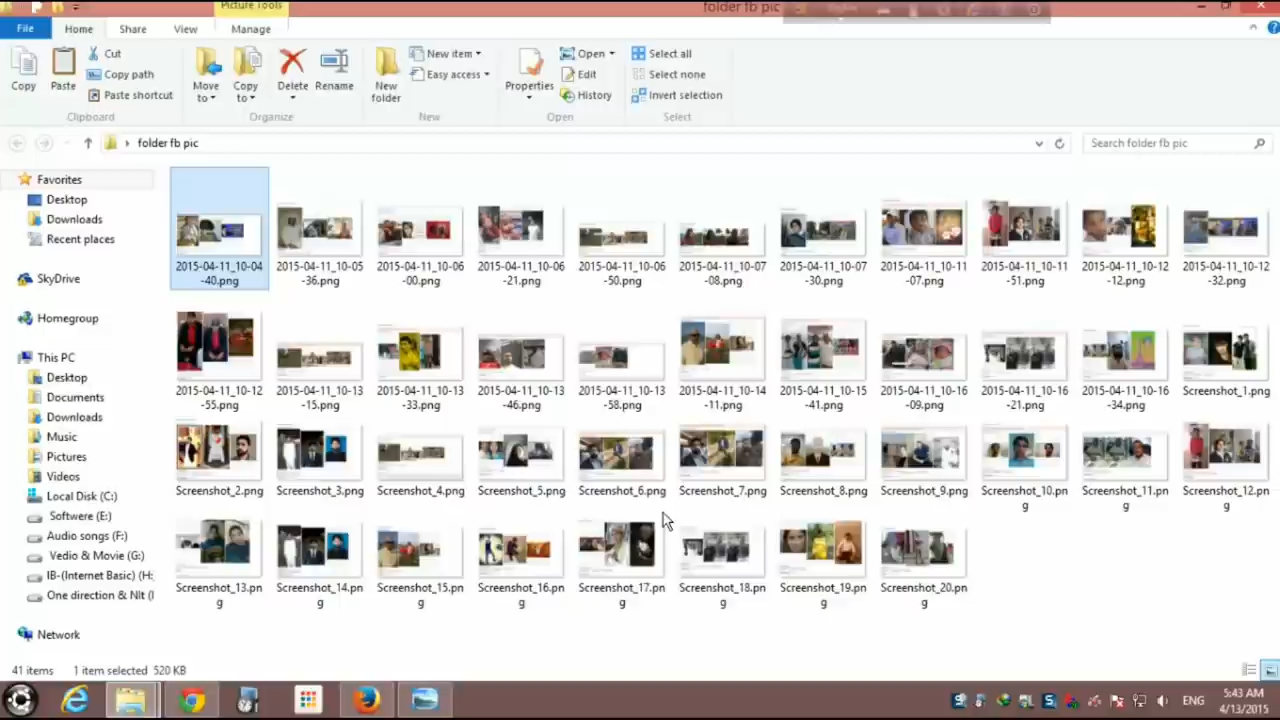 Picture Tools
folder fb pic
File Home Share View Manage
Copy
Paste
Cut
Copy path
Paste shortcut
Clipboard
Move to
Copy to
Delete
Rename
Organize
New folder
New item
Easy access
New
Properties
Open
Edit
History
Open
Select all
Select none
Invert selection
Select
folder fb pic
Search folder fb pic
Favorites
Desktop
Downloads
Recent places
SkyDrive
Homegroup
This PC
Desktop
Documents
Downloads
Music
Pictures
Videos
Local Disk (C:)
Softwere (E:)
Audio songs (F:)
Vedio & Movie (G:)
IB-(Internet Basic) (H:
One direction & NIt (I
Network
2015-04-11_10-04
-40.png
2015-04-11_10-05
-36.png
2015-04-11_10-06
-00.png
2015-04-11_10-06
-21.png
2015-04-11_10-06
-50.png
2015-04-11_10-07
-08.png
2015-04-11_10-07
-30.png
2015-04-11_10-11
-07.png
2015-04-11_10-11
-51.png
2015-04-11_10-12
-12.png
2015-04-11_10-12
-32.png
2015-04-11_10-12
-55.png
2015-04-11_10-13
-15.png
2015-04-11_10-13
-33.png
2015-04-11_10-13
-46.png
2015-04-11_10-13
-58.png
2015-04-11_10-14
-11.png
2015-04-11_10-15
-41.png
2015-04-11_10-16
-09.png
2015-04-11_10-16
-21.png
2015-04-11_10-16
-34.png
Screenshot_1.png
Screenshot_2.png
Screenshot_3.png
Screenshot_4.png
Screenshot_5.png
Screenshot_6.png
Screenshot_7.png
Screenshot_8.png
Screenshot_9.png
Screenshot_10.pn
g
Screenshot_11.pn
g
Screenshot_12.pn
g
Screenshot_13.pn
g
Screenshot_14.pn
g
Screenshot_15.pn
g
Screenshot_16.pn
g
Screenshot_17.pn
g
Screenshot_18.pn
g
Screenshot_19.pn
g
Screenshot_20.pn
g
41 items 1 item selected 520 KB
ENG
5:43 AM
4/13/2015